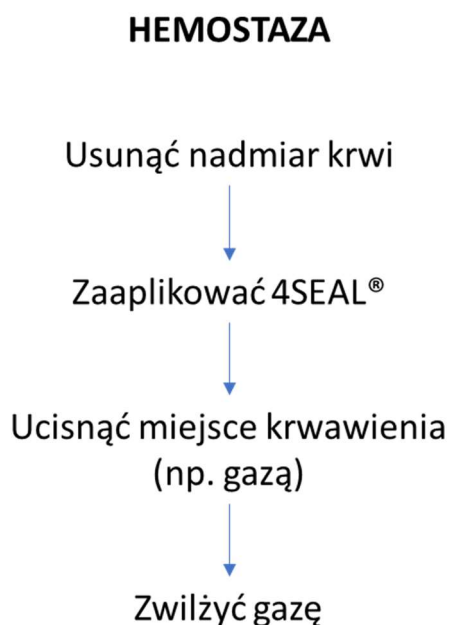 HEMOSTAZA
Usunąć nadmiar krwi
Zaaplikować 4SEAL®
Ucisnąć miejsce krwawienia
(np. gazą)
Zwilżyć gazę